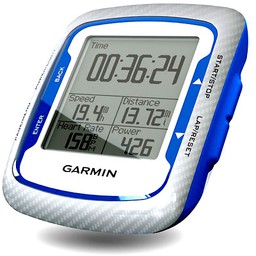 BACK
ENTER
Time
00:36:24
Speed
Distance
19.4
13.72
Heart Rate
Power
158
426
GARMIN
START/STOP
LAP/RESET